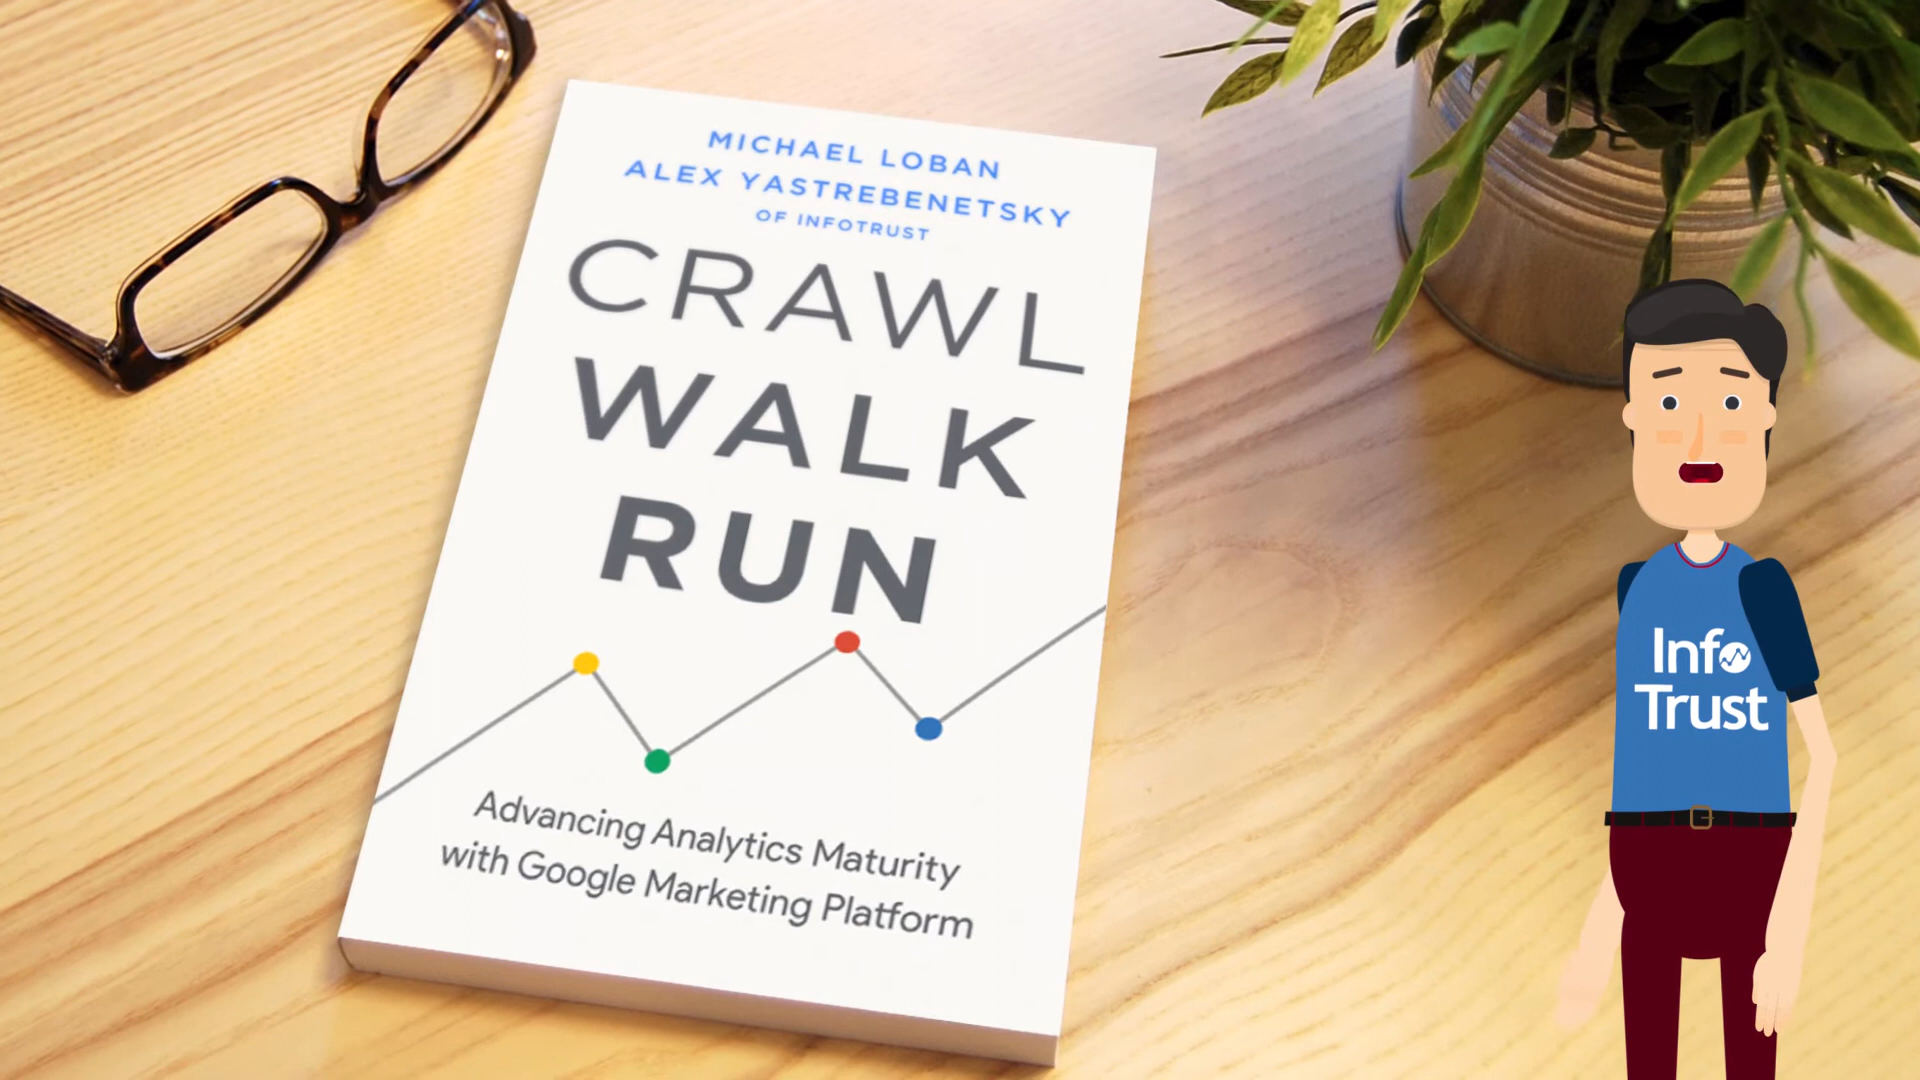 MICHAEL LOBAN
ALEX YASTREBENETSKY
OF INFOTRUST
CRAWL
WALK
RUN
Advancing Analytics Maturity
with Google Marketing Platform
Info
Trust